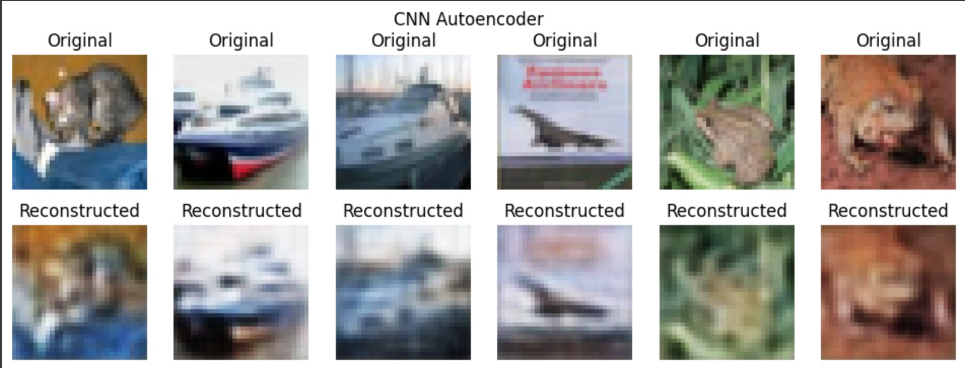 CNN Autoencoder
Original Original Original Original Original Original
Reconstructed Reconstructed Reconstructed Reconstructed Reconstructed Reconstructed